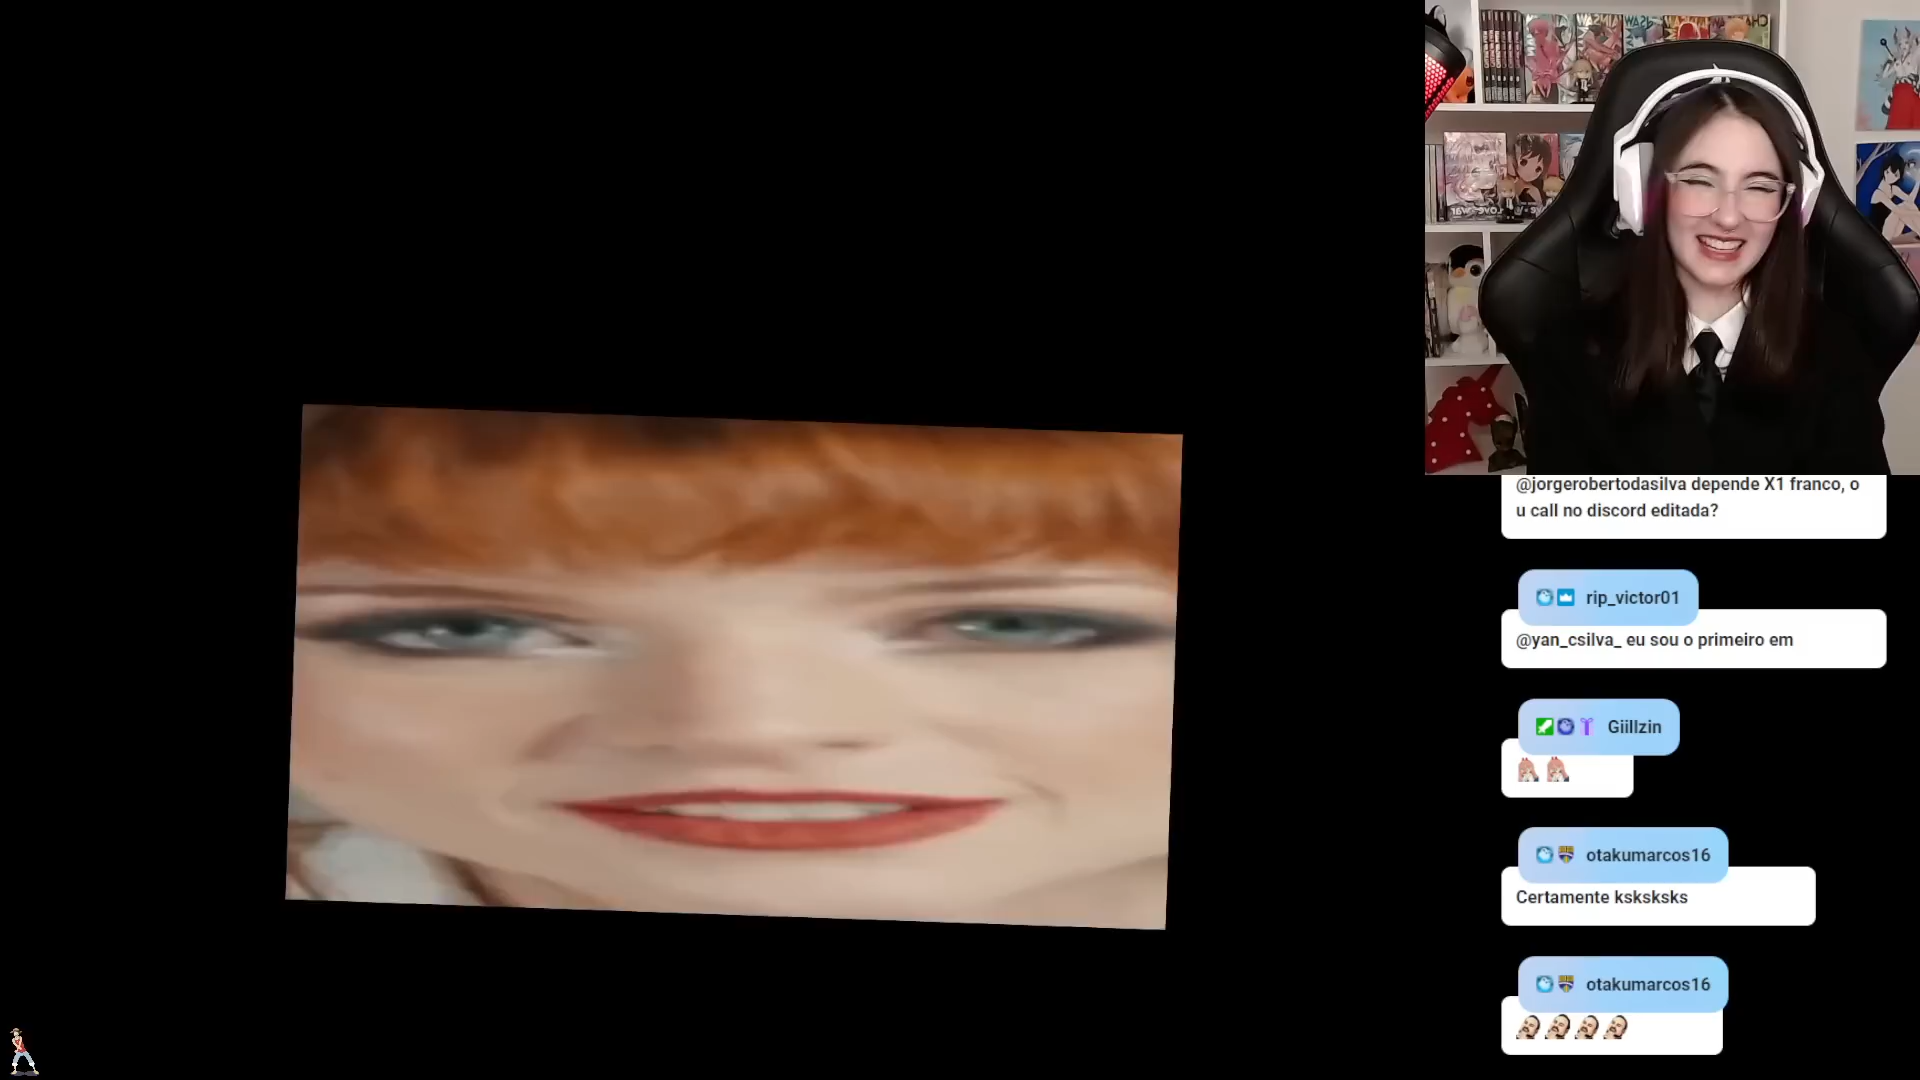 @jorgerobertodasilva depende X1 franco, o
u call no discord editada?
rip_victor01
@yan_csilva_ eu sou o primeiro em
Giillzin
otakumarcos16
Certamente ksksksks
otakumarcos16